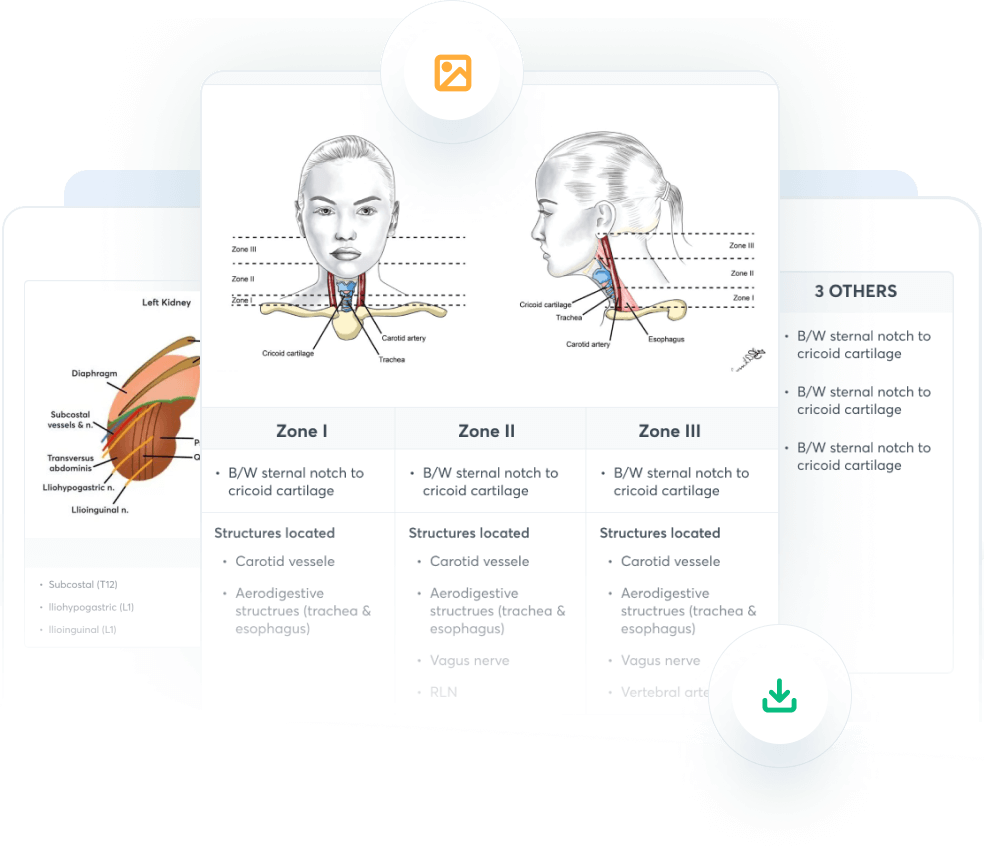 Left Kidney
Diaphragm
Subcostal
vessels & n.
Transversus
abdominis
Lliohypogastric n.
Llioinguinal n.
P
Q
Subcostal (T12)
Iliohypogastric (L1)
Ilioinguinal (L1)
Zone III
Zone II
Zone I
Cricoid cartilage
Carotid artery
Trachea
Zone III
Zone II
Zone I
Cricoid cartilage
Trachea
Carotid artery
Esophagus
Zone I
Zone II
Zone III
• B/W sternal notch to
cricoid cartilage
• B/W sternal notch to
cricoid cartilage
• B/W sternal notch to
cricoid cartilage
Structures located
• Carotid vessele
• Aerodigestive
structrues (trachea &
esophagus)
Structures located
• Carotid vessele
• Aerodigestive
structrues (trachea &
esophagus)
• Vagus nerve
• RLN
Structures located
• Carotid vessele
• Aerodigestive
structrues (trachea &
esophagus)
• Vagus nerve
• Vertebral arte
3 OTHERS
• B/W sternal notch to
cricoid cartilage
• B/W sternal notch to
cricoid cartilage
• B/W sternal notch to
cricoid cartilage